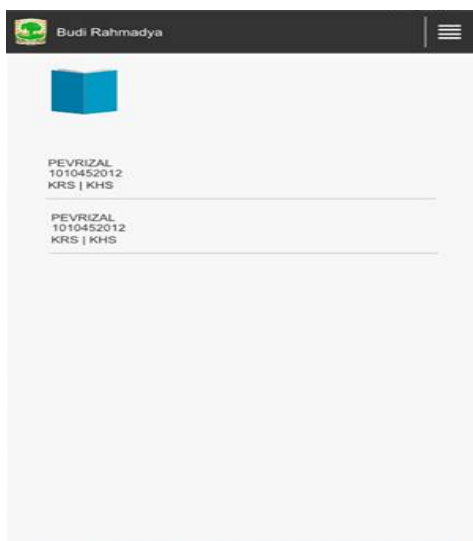 Budi Rahmadya
PEVRIZAL
1010452012
KRS | KHS
PEVRIZAL
1010452012
KRS | KHS